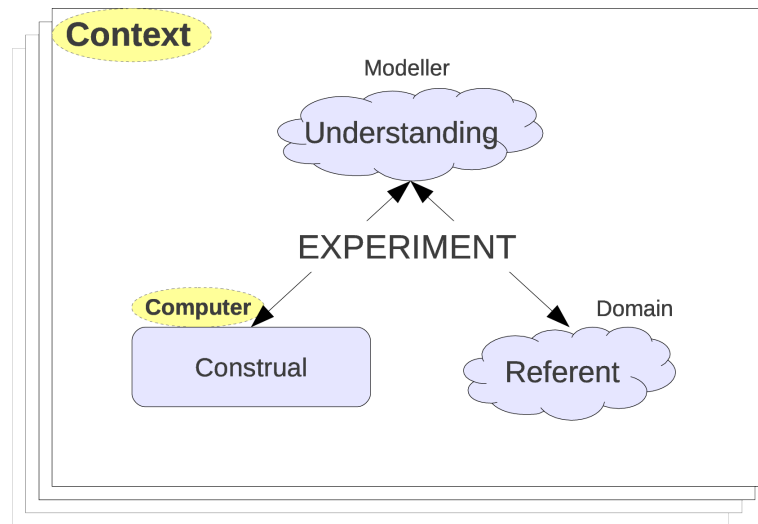 Context
Modeller
Understanding
EXPERIMENT
Computer
Domain
Construal
Referent